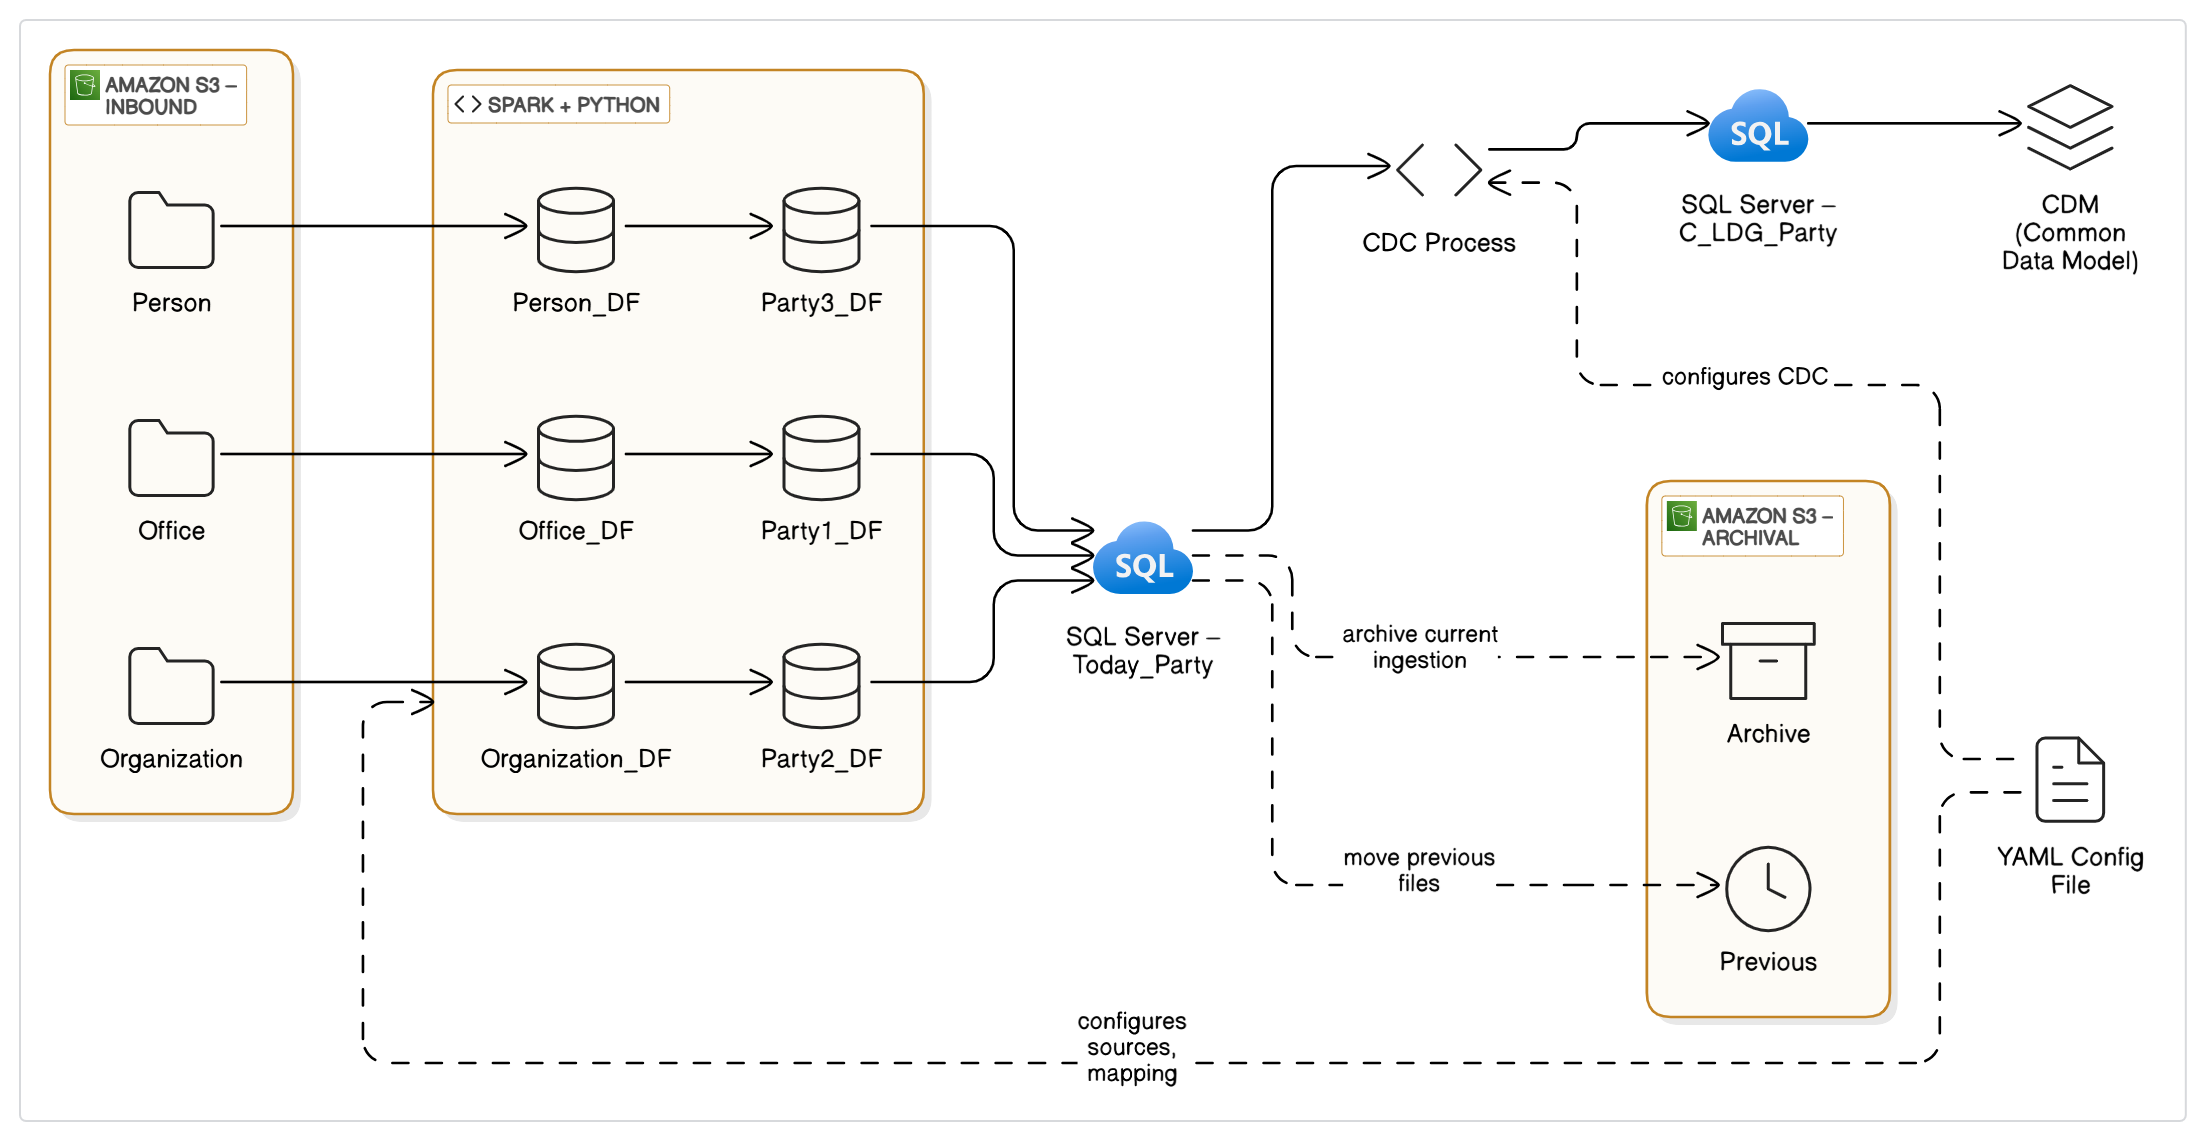 AMAZON S3 –
INBOUND
Person
Office
Organization
SPARK + PYTHON
Person_DF
Party3_DF
Office_DF
Party1_DF
Organization_DF
Party2_DF
SQL
SQL Server –
Today_Party
CDC Process
SQL
SQL Server –
C_LDG_Party
CDM
(Common
Data Model)
configures CDC
archive current
ingestion
move previous
files
AMAZON S3 –
ARCHIVAL
Archive
Previous
YAML Config
File
configures
sources,
mapping